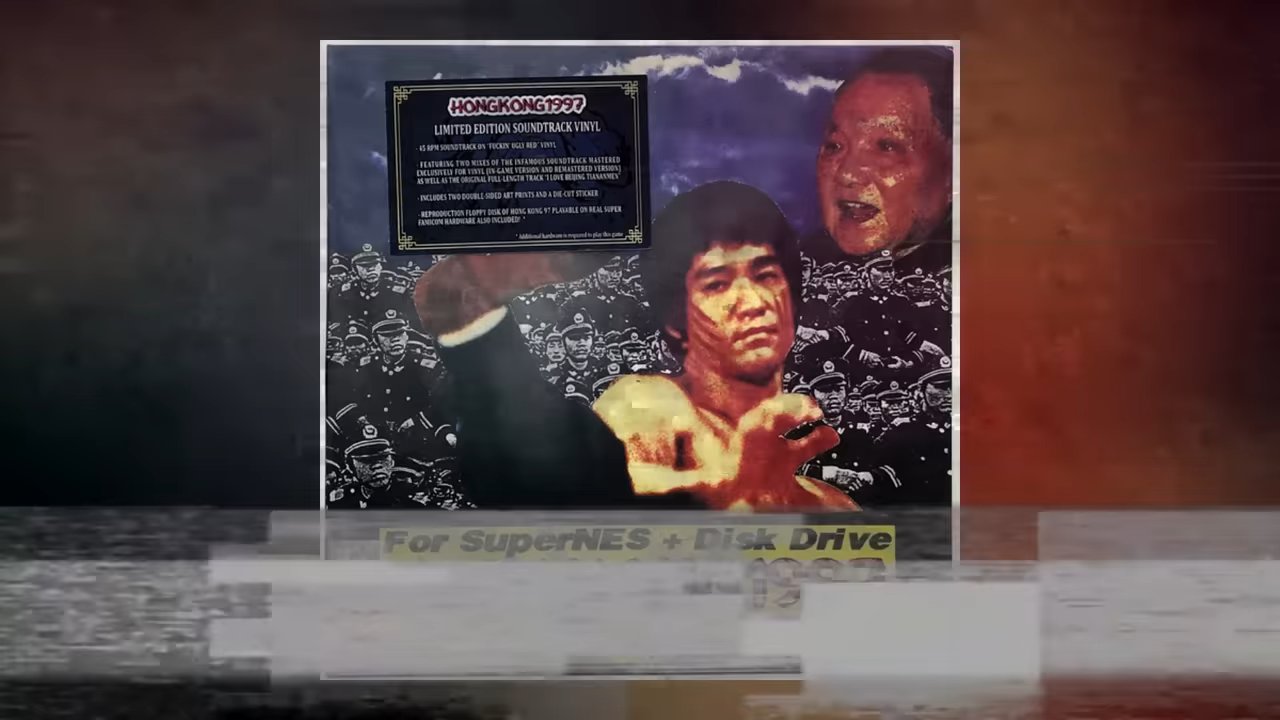 HONGKONG1997
LIMITED EDITION SOUNDTRACK VINYL
- 45 RPM SOUNDTRACK ON "FUCKIN' UGLY RED" VINYL
- FEATURING TWO MIXES OF THE INFAMOUS SOUNDTRACK MASTERED
EXCLUSIVELY FOR VINYL (IN-GAME VERSION AND REMASTERED VERSION)
AS WELL AS THE ORIGINAL FULL-LENGTH TRACK "I LOVE BEIJING TIANANMEN"
- INCLUDES TWO DOUBLE-SIDED ART PRINTS AND A DIE-CUT STICKER
- REPRODUCTION FLOPPY DISK OF HONG KONG 97 PLAYABLE ON REAL SUPER
FAMICOM HARDWARE ALSO INCLUDED! *
* Additional hardware is required to play this game
For SuperNES + Disk Drive
1997